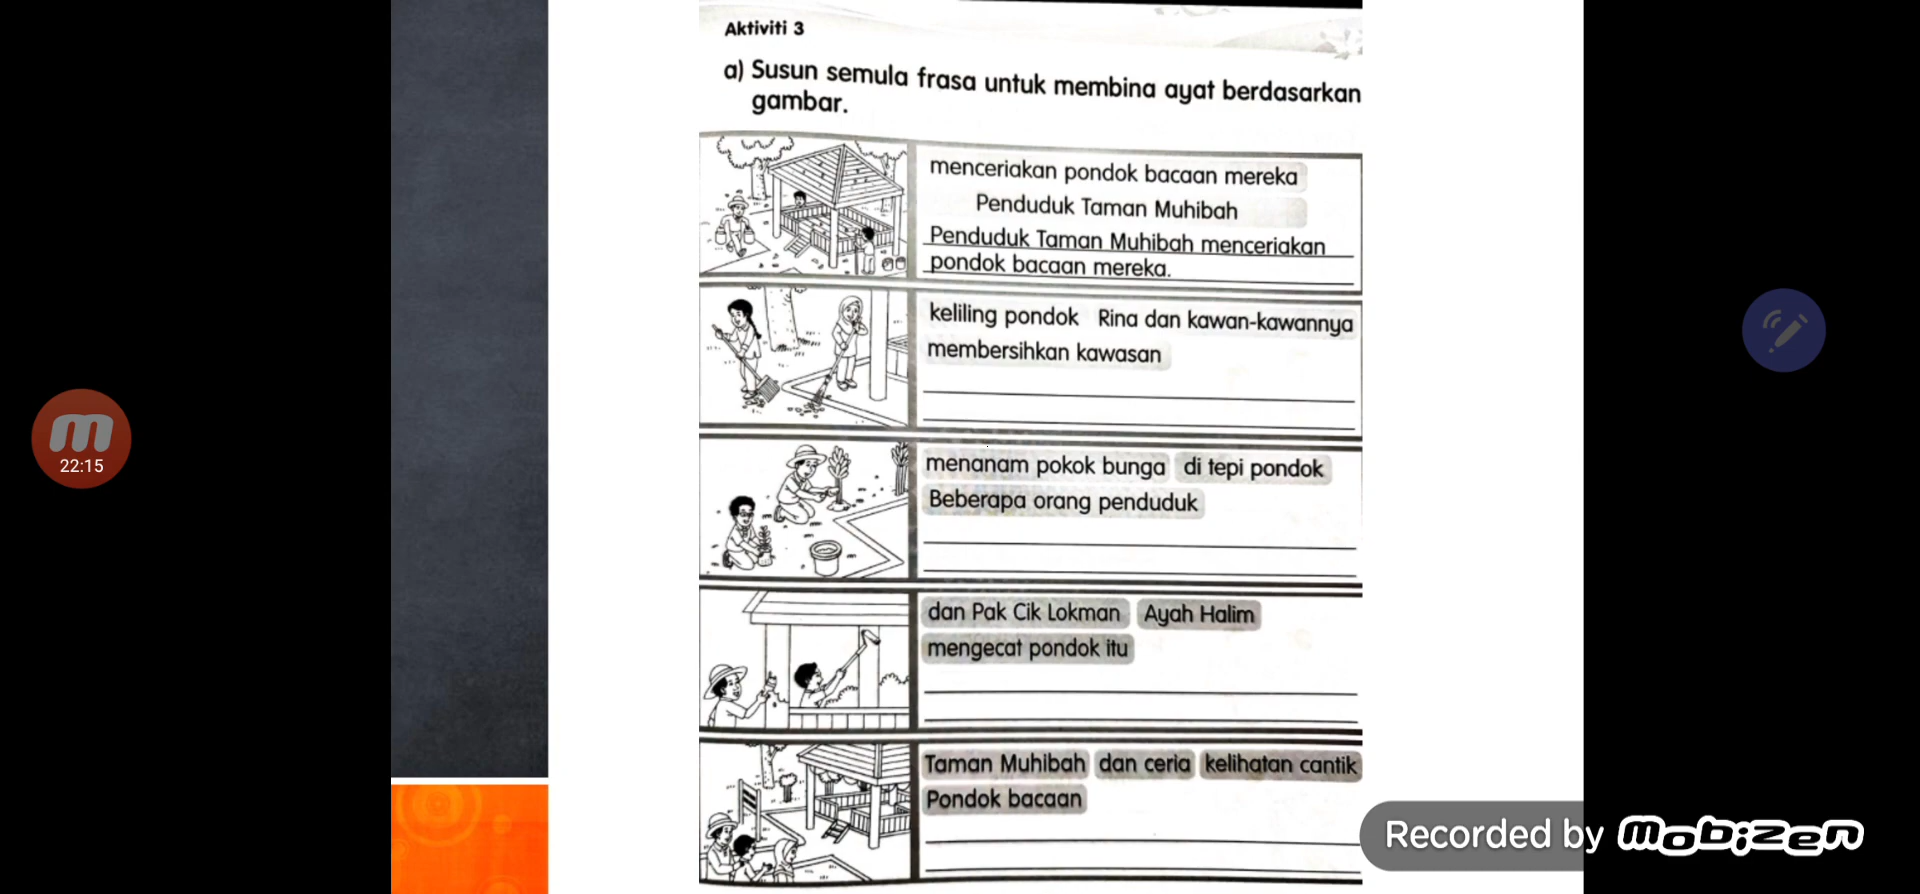 Aktiviti 3
a) Susun semula frasa untuk membina ayat berdasarkan
gambar.
menceriakan pondok bacaan mereka
Penduduk Taman Muhibah
Penduduk Taman Muhibah menceriakan
pondok bacaan mereka.
keliling pondok Rina dan kawan-kawannya
membersihkan kawasan
menanam pokok bunga di tepi pondok
Beberapa orang penduduk
dan Pak Cik Lokman Ayah Halim
mengecat pondok itu
Taman Muhibah dan ceria kelihatan cantik
Pondok bacaan
22:15
Recorded by Mobizen